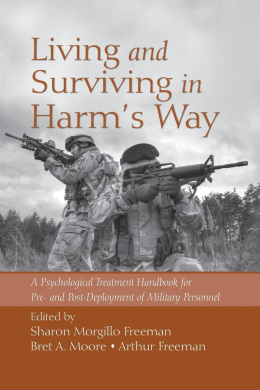 Living and
Surviving in
Harm's Way
A Psychological Treatment Handbook for
Pre- and Post-Deployment of Military Personnel
Edited by
Sharon Morgillo Freeman
Bret A. Moore • Arthur Freeman